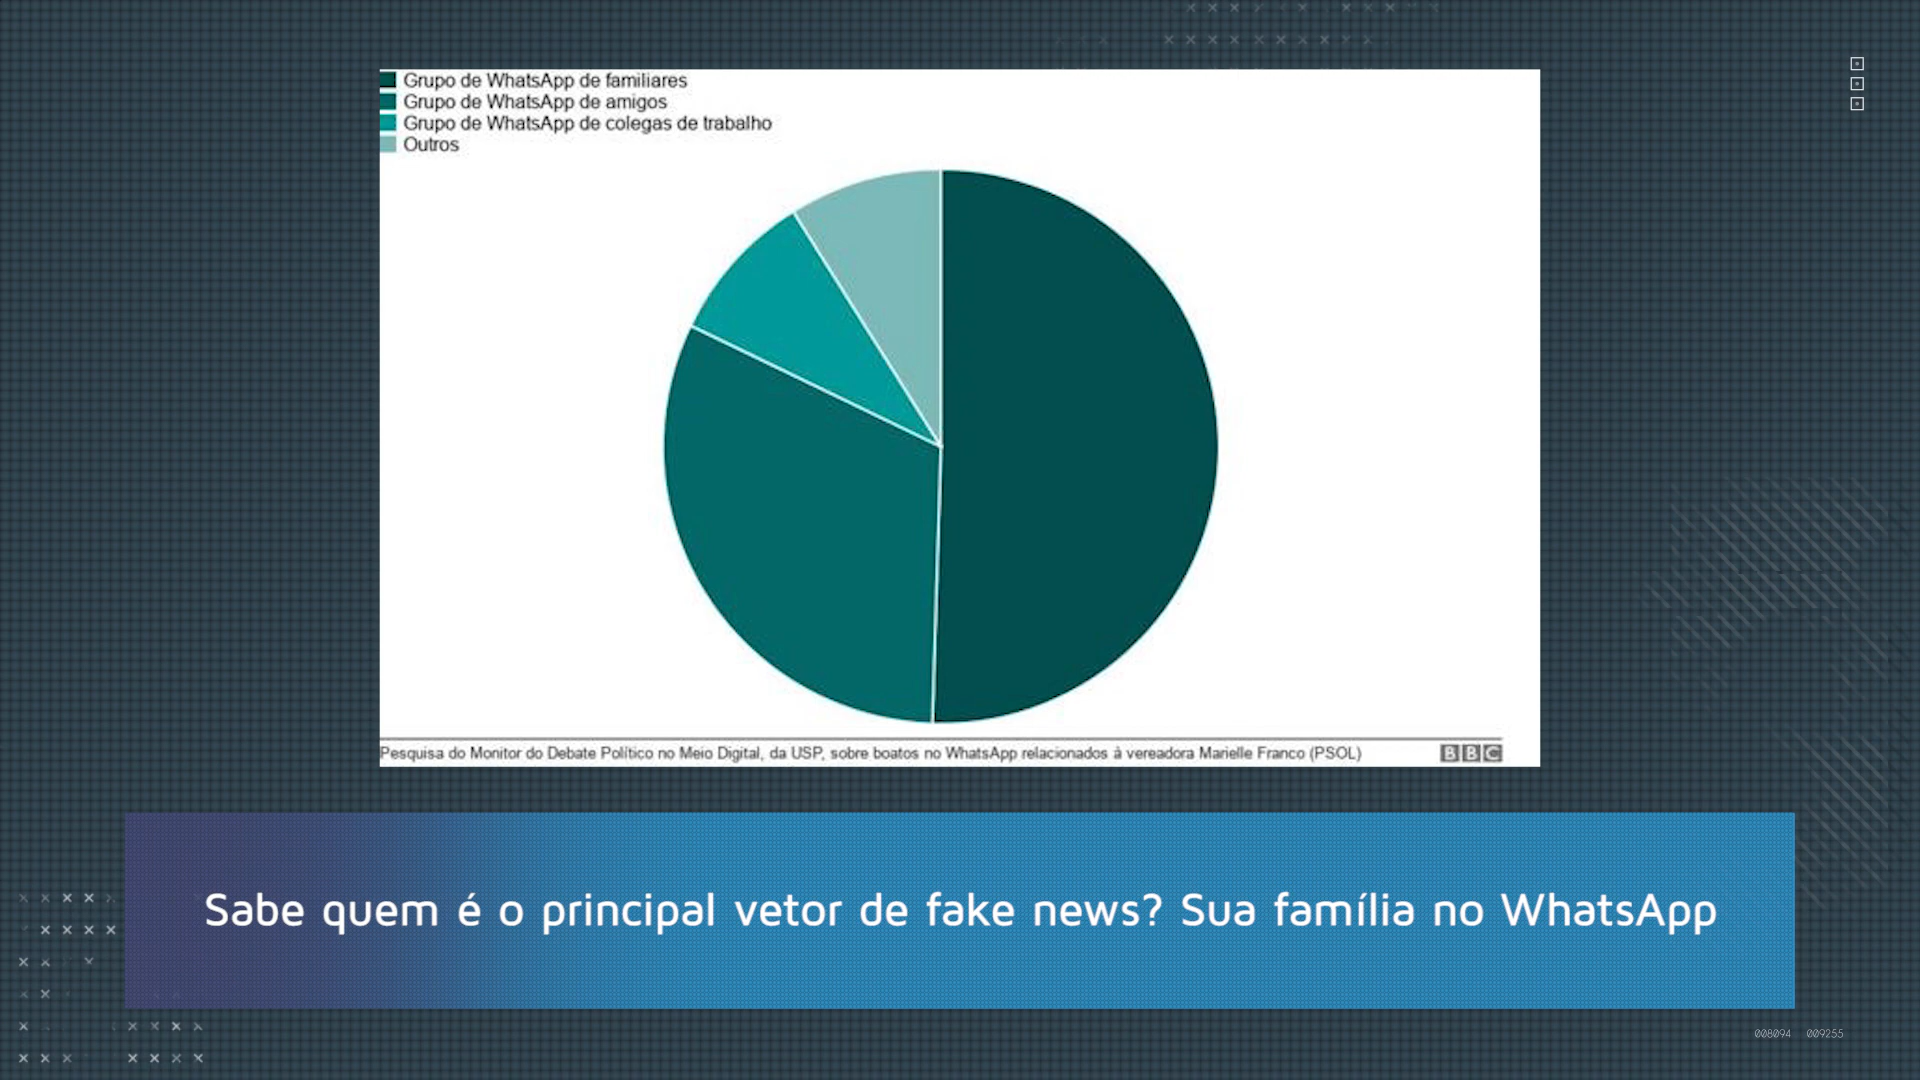 Grupo de WhatsApp de familiares
Grupo de WhatsApp de amigos
Grupo de WhatsApp de colegas de trabalho
Outros
Pesquisa do Monitor do Debate Político no Meio Digital, da USP, sobre boatos no WhatsApp relacionados à vereadora Marielle Franco (PSOL)
BBC
Sabe quem é o principal vetor de fake news? Sua família no WhatsApp
008094 009255